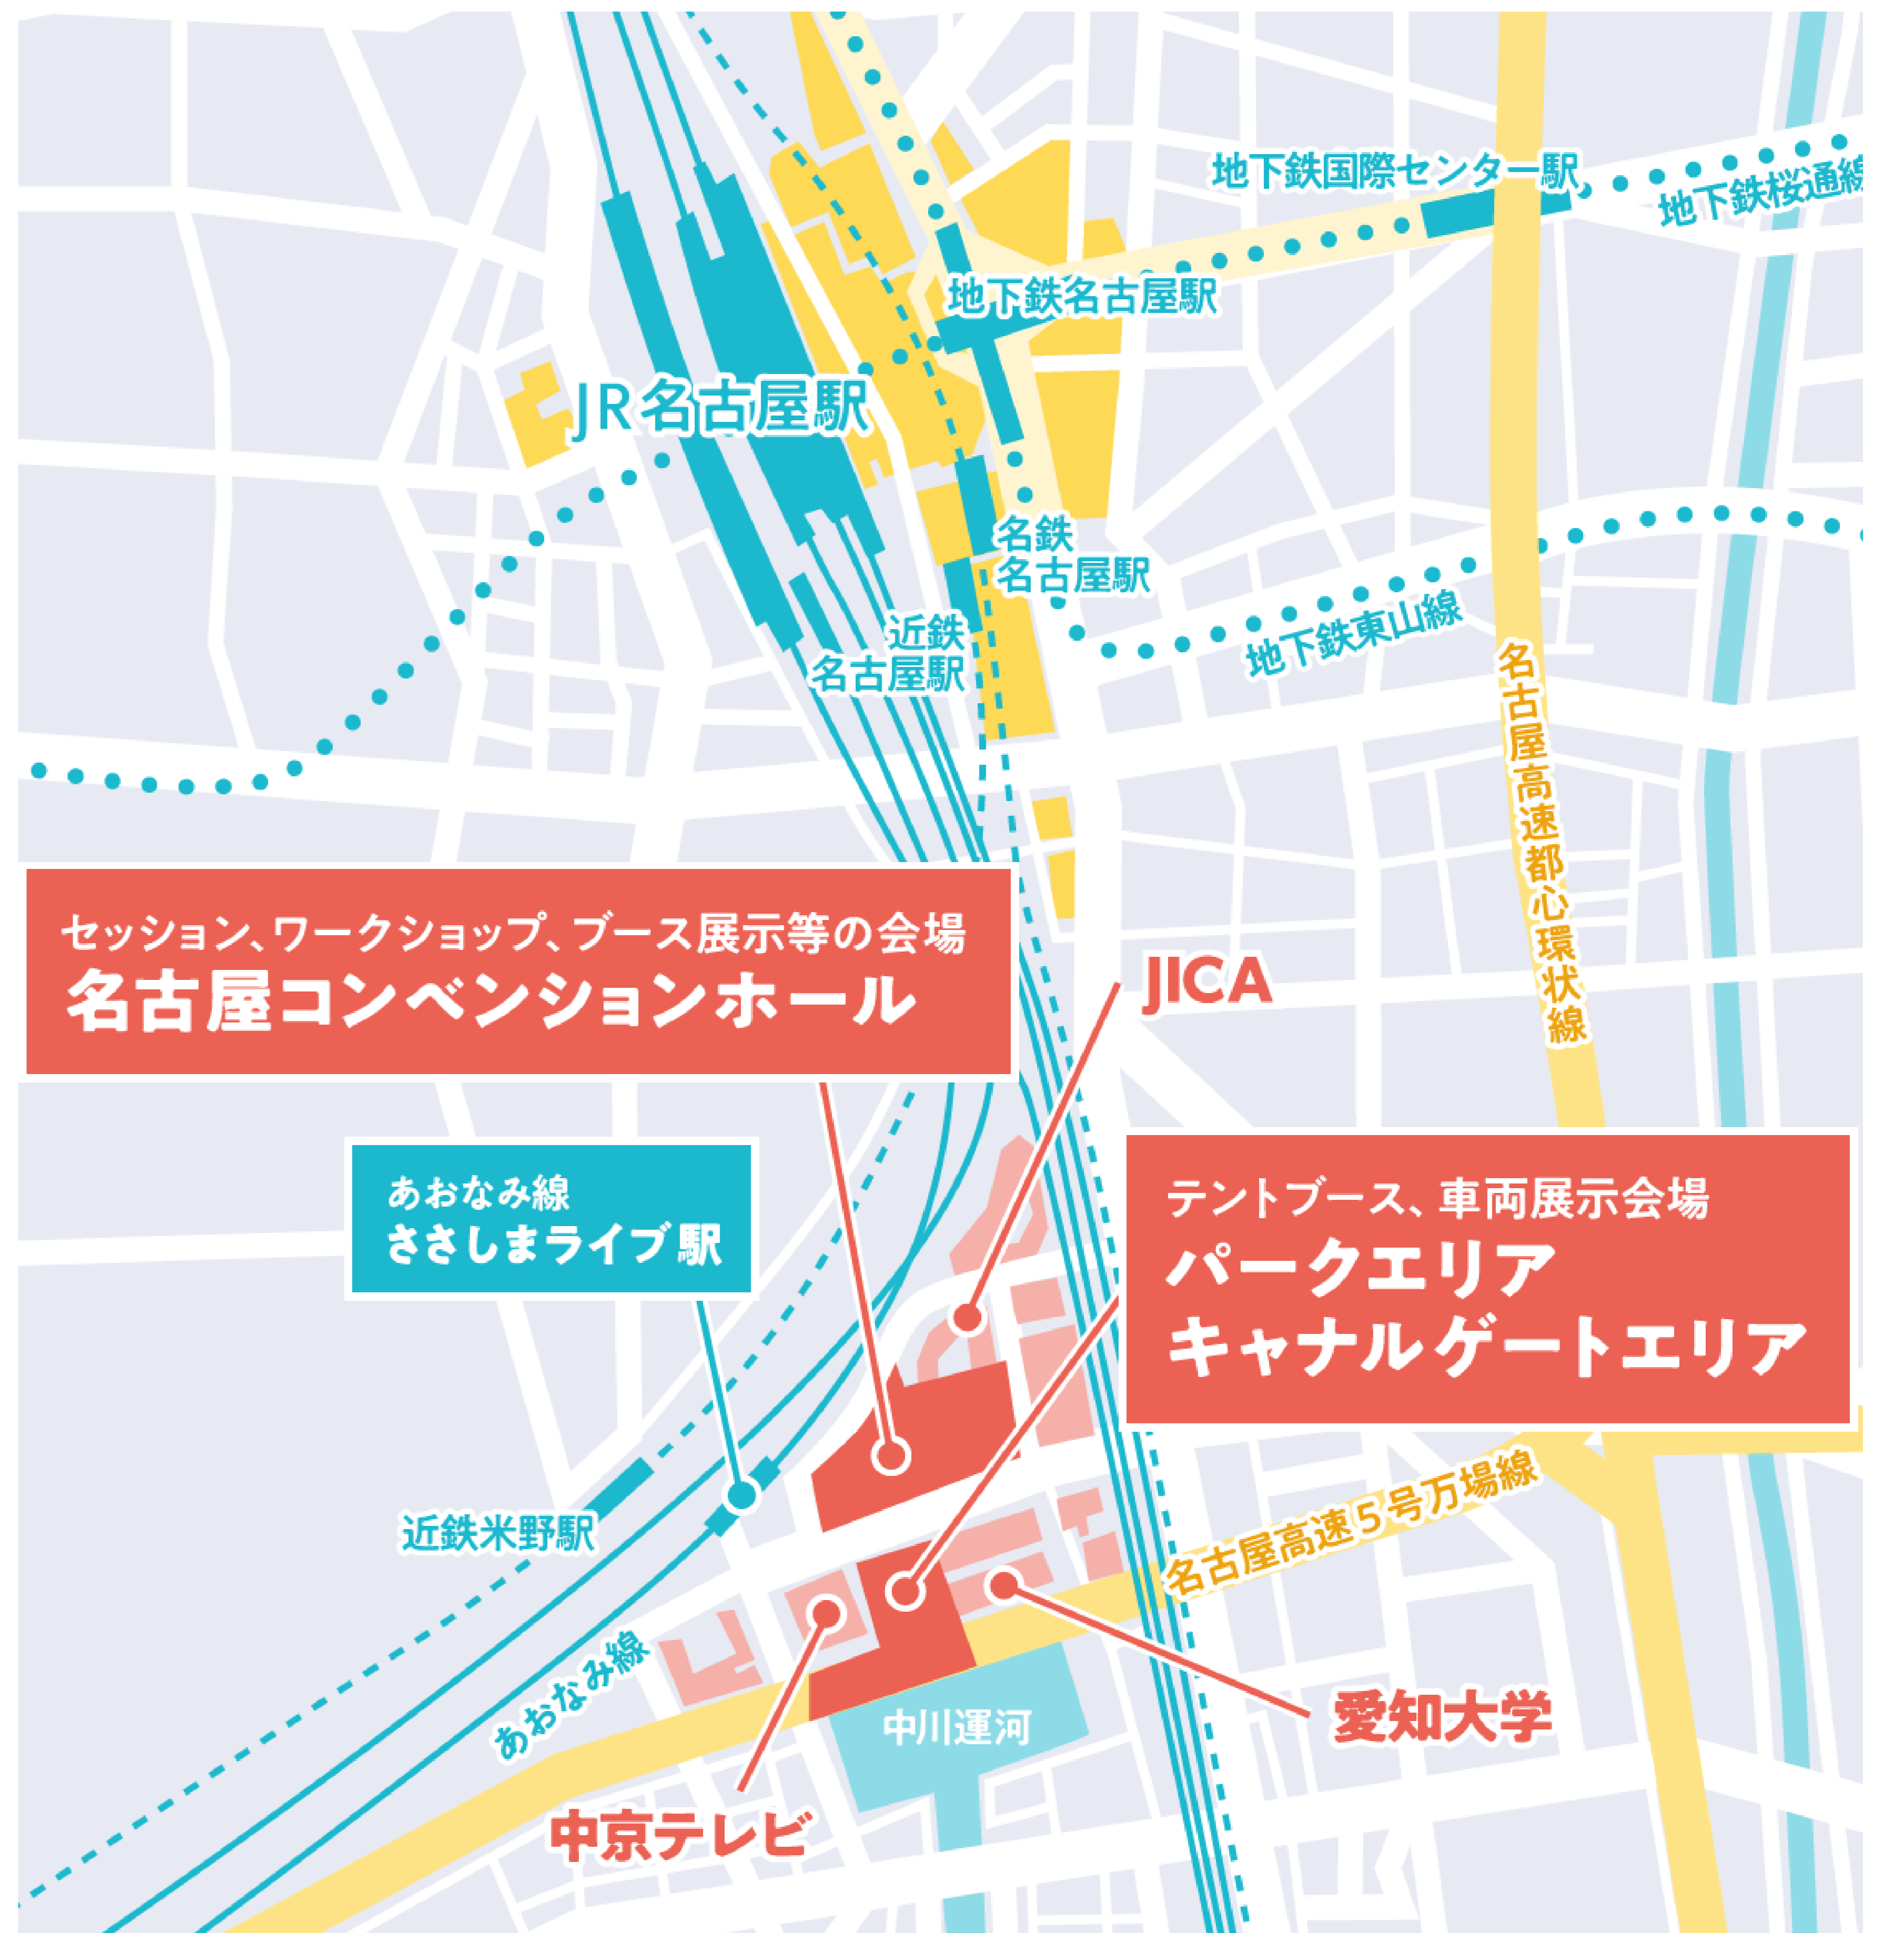 地下鉄国際センター駅
地下鉄桜通線
地下鉄名古屋駅
JR名古屋駅
名鉄
名古屋駅
近鉄
名古屋駅
地下鉄東山線
名古屋高速都心環状線
セッション、ワークショップ、ブース展示等の会場
名古屋コンベンションホール
JICA
あおなみ線
ささしまライブ駅
テントブース、車両展示会場
パークエリア
キャナルゲートエリア
近鉄米野駅
名古屋高速5号万場線
あおなみ線
中川運河
愛知大学
中京テレビ